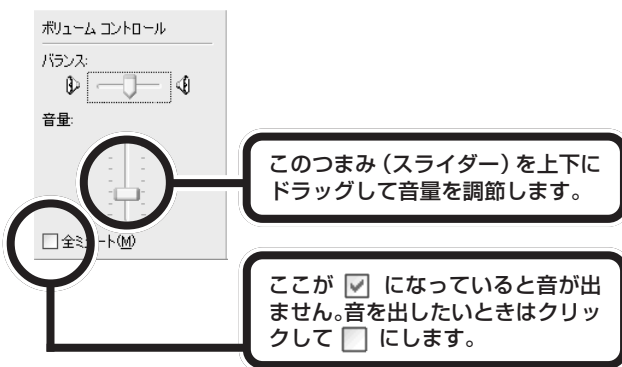 ボリューム コントロール
バランス:
音量:
このつまみ（スライダー）を上下に
ドラッグして音量を調節します。
□全ミュート(M)
ここが ☑ になっていると音が出
ません。音を出したいときはクリッ
クして □ にします。